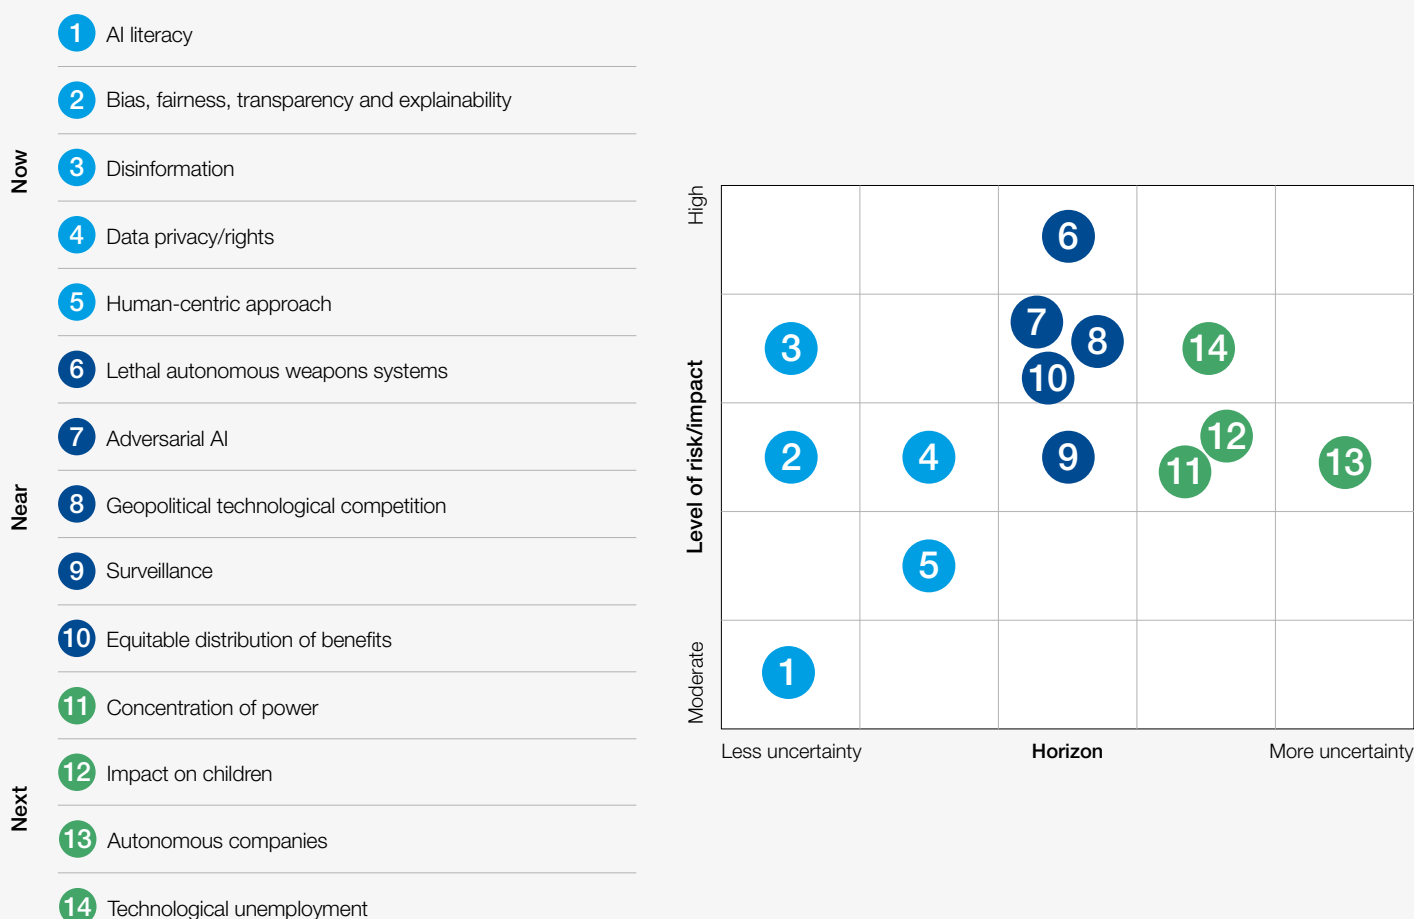 Now
1 AI literacy
2 Bias, fairness, transparency and explainability
3 Disinformation
4 Data privacy/rights
5 Human-centric approach
Near
6 Lethal autonomous weapons systems
7 Adversarial AI
8 Geopolitical technological competition
9 Surveillance
10 Equitable distribution of benefits
Next
11 Concentration of power
12 Impact on children
13 Autonomous companies
14 Technological unemployment
Level of risk/impact
High
Moderate
6
7
8
3
14
10
12
2
4
9
11
13
5
1
Less uncertainty
Horizon
More uncertainty